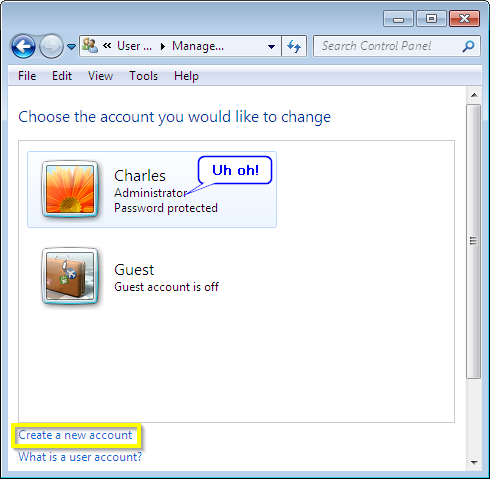 « User ... ▸ Manage... Search Control Panel
File Edit View Tools Help
Choose the account you would like to change
Charles
Uh oh!
Administrator
Password protected
Guest
Guest account is off
Create a new account
What is a user account?